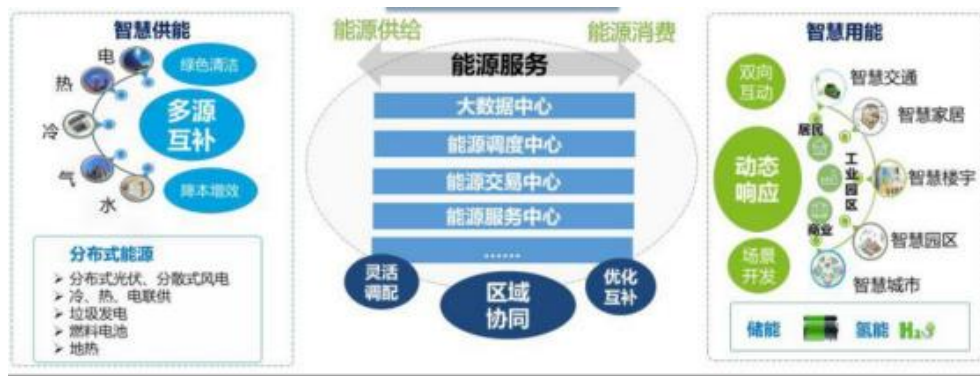 智慧供能
电
热
冷
气
水
绿色清洁
多源
互补
降本增效
分布式能源
➢ 分布式光伏、分散式风电
➢ 冷、热、电联供
➢ 垃圾发电
➢ 燃料电池
➢ 地热
能源供给
能源消费
能源服务
大数据中心
能源调度中心
能源交易中心
能源服务中心
......
灵活
调配
区域
协同
优化
互补
智慧用能
双向
互动
动态
响应
场景
开发
居民
工业园区
商业
智慧交通
智慧家居
智慧楼宇
智慧园区
智慧城市
储能
氢能